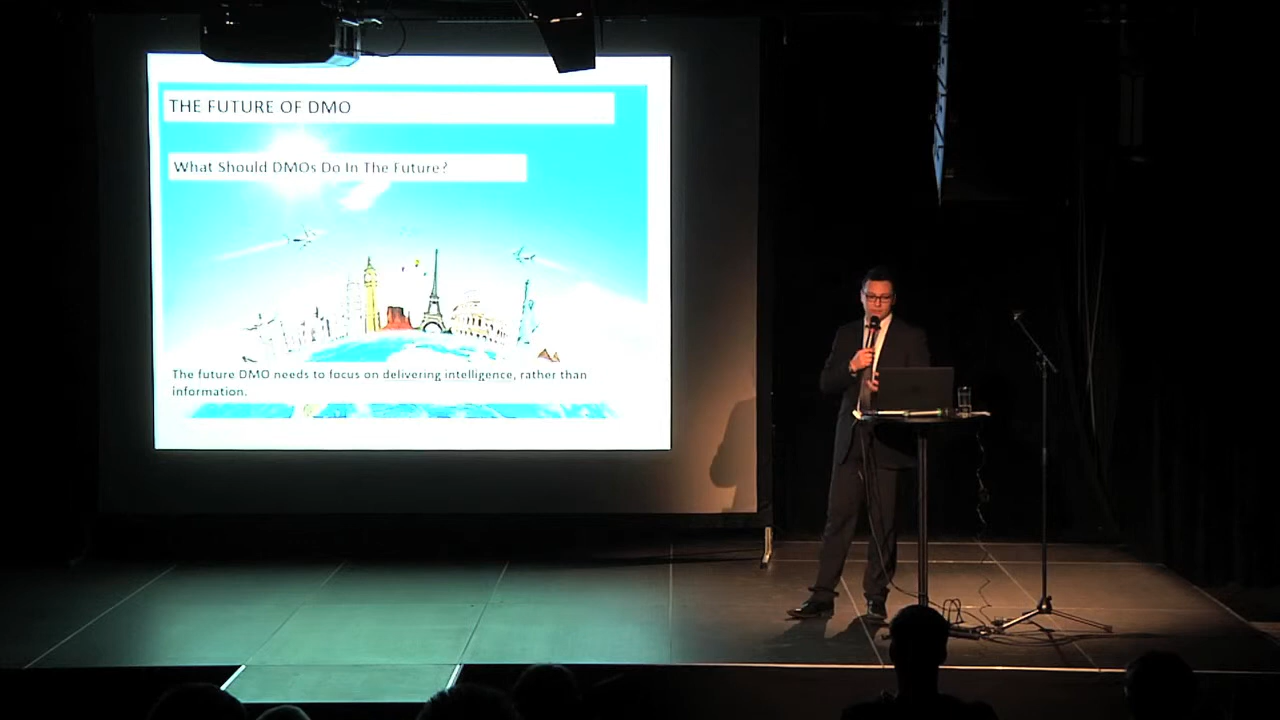 THE FUTURE OF DMO
What Should DMOs Do In The Future?
The future DMO needs to focus on delivering intelligence, rather than
information.